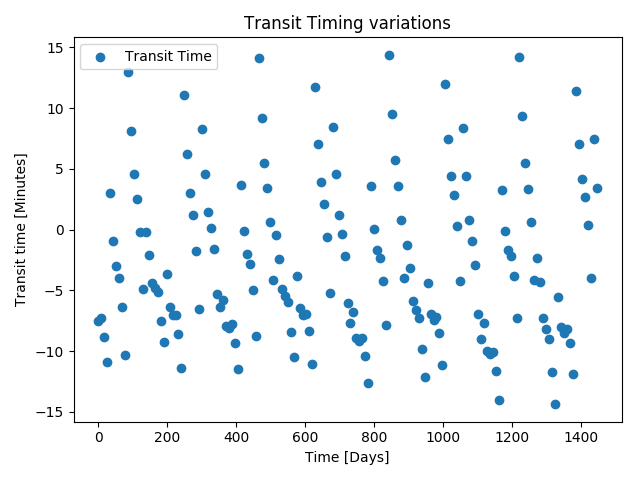 Transit Timing variations
Transit Time
Transit time [Minutes]
15
10
5
0
−5
−10
−15
0 200 400 600 800 1000 1200 1400
Time [Days]